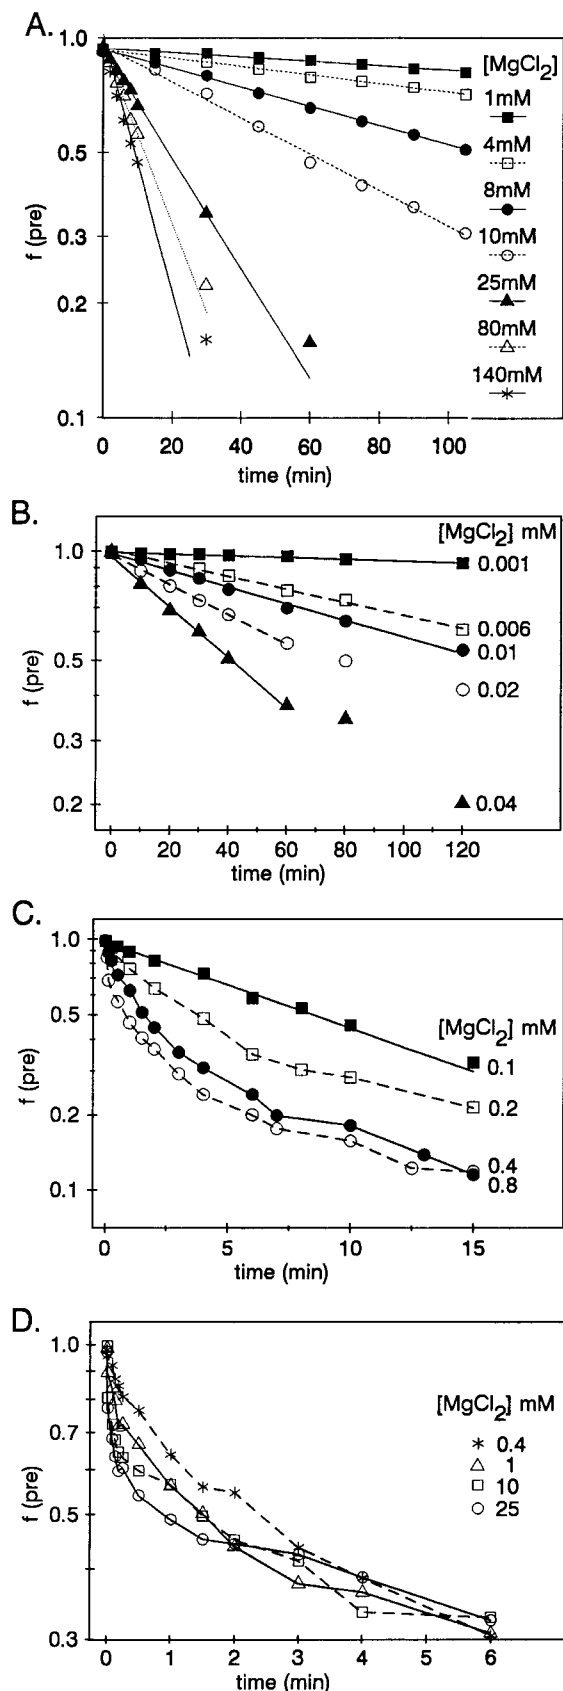 A.
1.0
0.5
0.3
0.2
0.1
f (pre)
0 20 40 60 80 100
time (min)
[MgCl2]
1mM
4mM
8mM
10mM
25mM
80mM
140mM
B.
1.0
0.5
0.3
0.2
f (pre)
0 20 40 60 80 100 120
time (min)
[MgCl2] mM
0.001
0.006
0.01
0.02
0.04
C.
1.0
0.5
0.2
0.1
f (pre)
0 5 10 15
time (min)
[MgCl2] mM
0.1
0.2
0.4
0.8
D.
1.0
0.7
0.5
0.3
f (pre)
0 1 2 3 4 5 6
time (min)
[MgCl2] mM
0.4
1
10
25